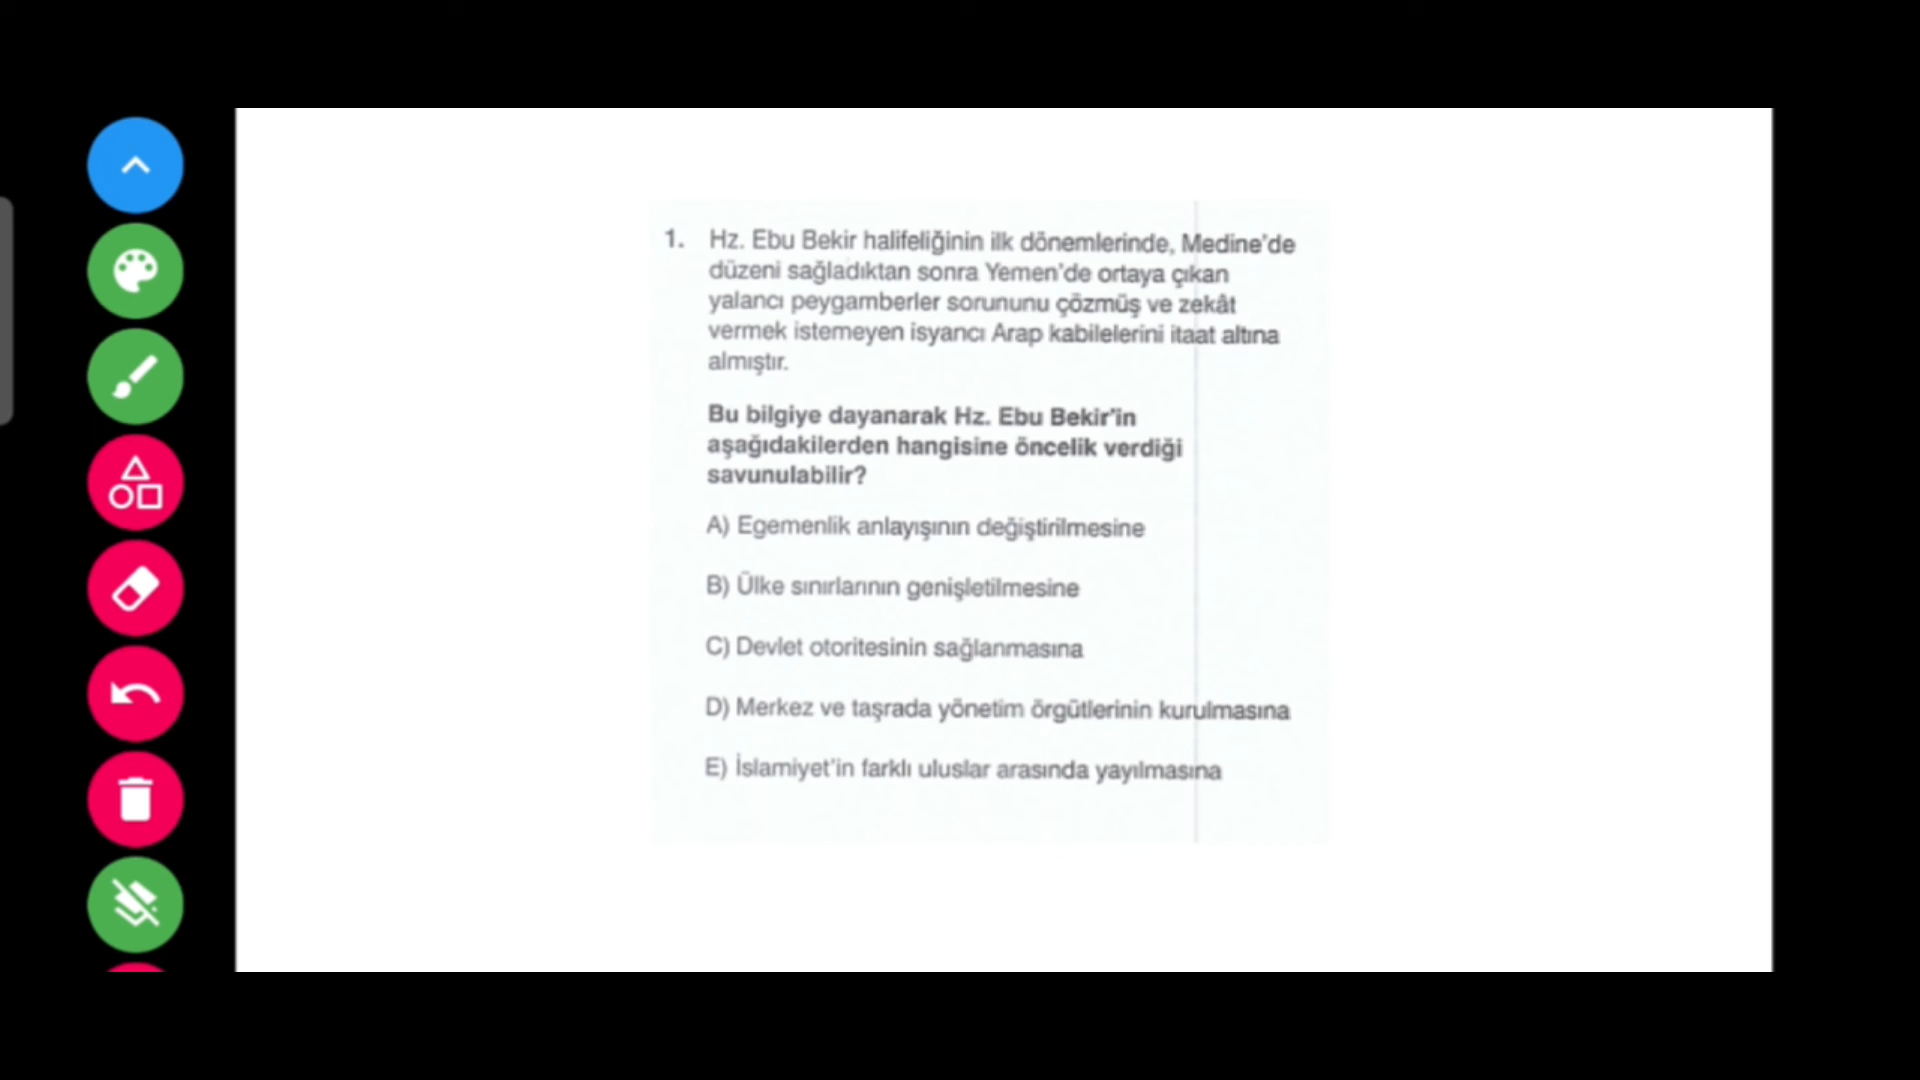 1. Hz. Ebu Bekir halifeliğinin ilk dönemlerinde, Medine'de
düzeni sağladıktan sonra Yemen'de ortaya çıkan
yalancı peygamberler sorununu çözmüş ve zekât
vermek istemeyen isyancı Arap kabilelerini itaat altına
almıştır.
Bu bilgiye dayanarak Hz. Ebu Bekir'in
aşağıdakilerden hangisine öncelik verdiği
savunulabilir?
A) Egemenlik anlayışının değiştirilmesine
B) Ülke sınırlarının genişletilmesine
C) Devlet otoritesinin sağlanmasına
D) Merkez ve taşrada yönetim örgütlerinin kurulmasına
E) İslamiyet'in farklı uluslar arasında yayılmasına